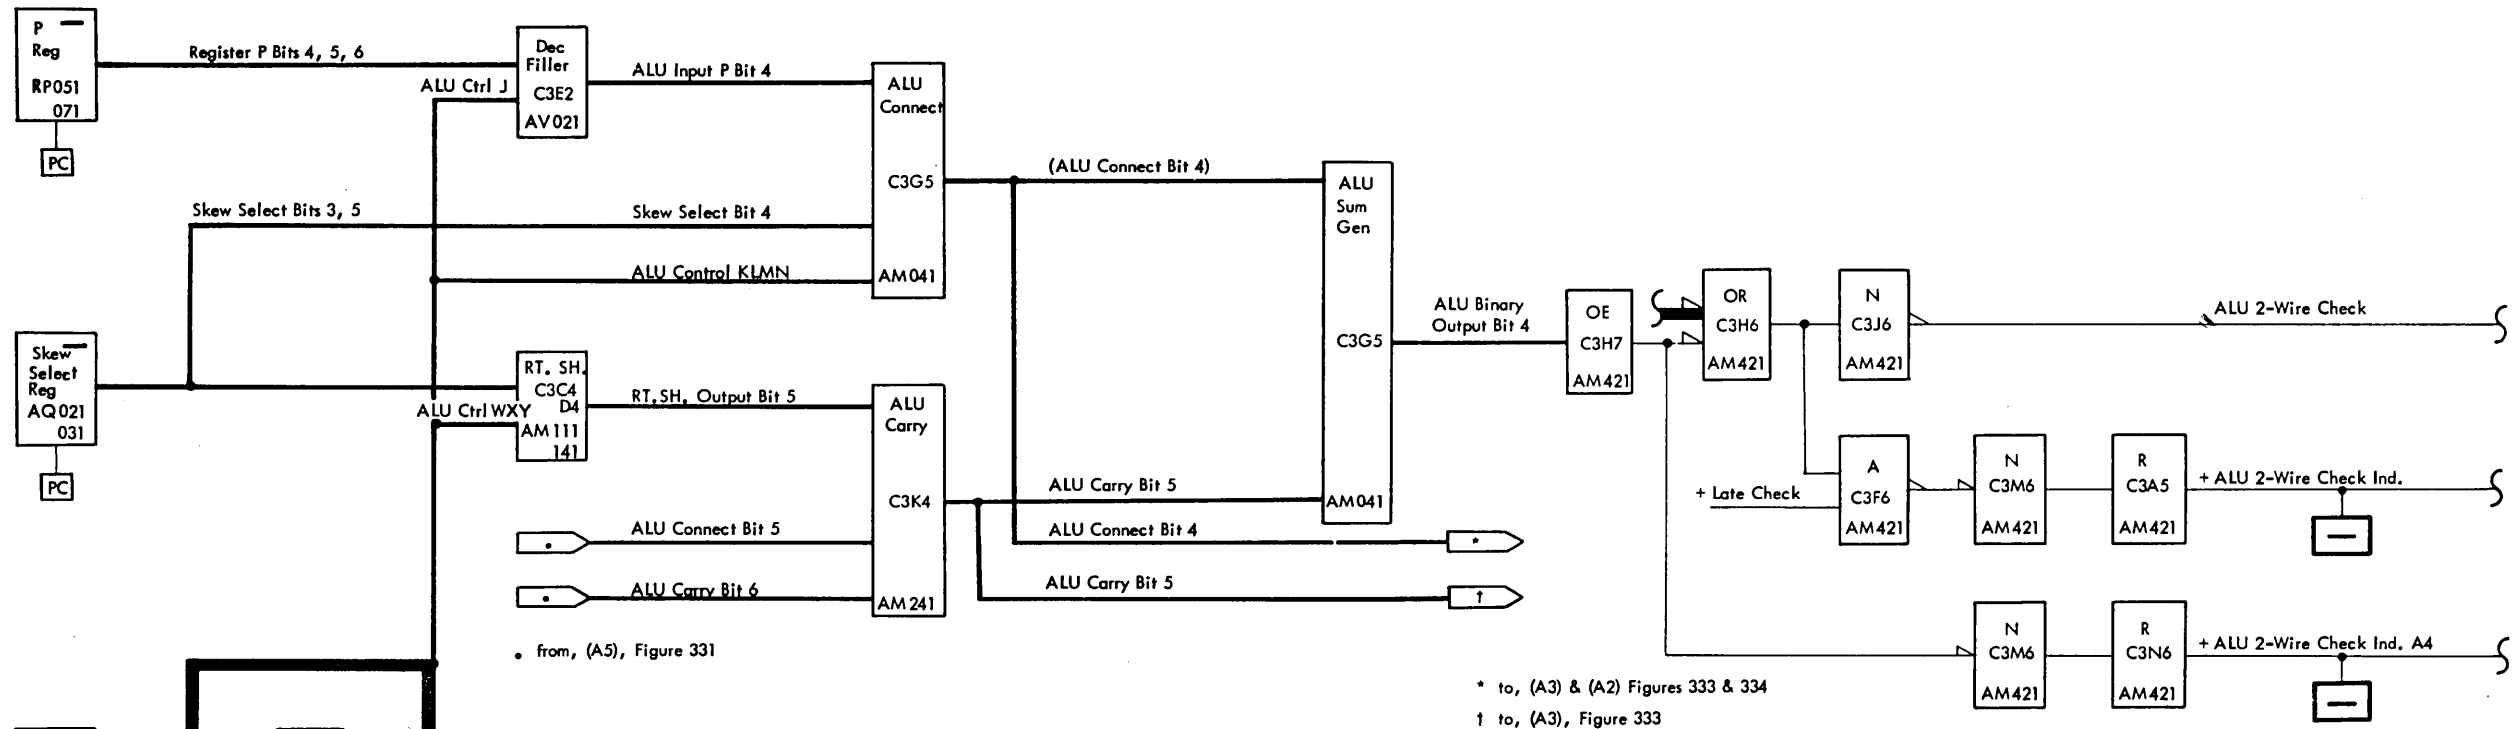 P
Reg
RP051
071
PC
Register P Bits 4, 5, 6
ALU Ctrl J
Dec
Filler
C3E2
AV021
ALU Input P Bit 4
ALU
Connect
C3G5
AM041
Skew Select Bits 3, 5
Skew Select Bit 4
ALU Control KLMN
(ALU Connect Bit 4)
ALU
Sum
Gen
C3G5
AM041
Skew
Select
Reg
AQ021
031
PC
ALU Ctrl WXY
RT. SH.
C3C4
D4
AM111
141
RT. SH. Output Bit 5
ALU
Carry
C3K4
AM241
ALU Connect Bit 5
ALU Carry Bit 6
• from, (A5), Figure 331
ALU Carry Bit 5
ALU Connect Bit 4
*
ALU Carry Bit 5
†
ALU Binary
Output Bit 4
OE
C3H7
AM421
OR
C3H6
AM421
N
C3J6
AM421
ALU 2-Wire Check
+ Late Check
A
C3F6
AM421
N
C3M6
AM421
R
C3A5
AM421
+ ALU 2-Wire Check Ind.
N
C3M6
AM421
R
C3N6
AM421
+ ALU 2-Wire Check Ind. A4
* to, (A3) & (A2) Figures 333 & 334
† to, (A3), Figure 333